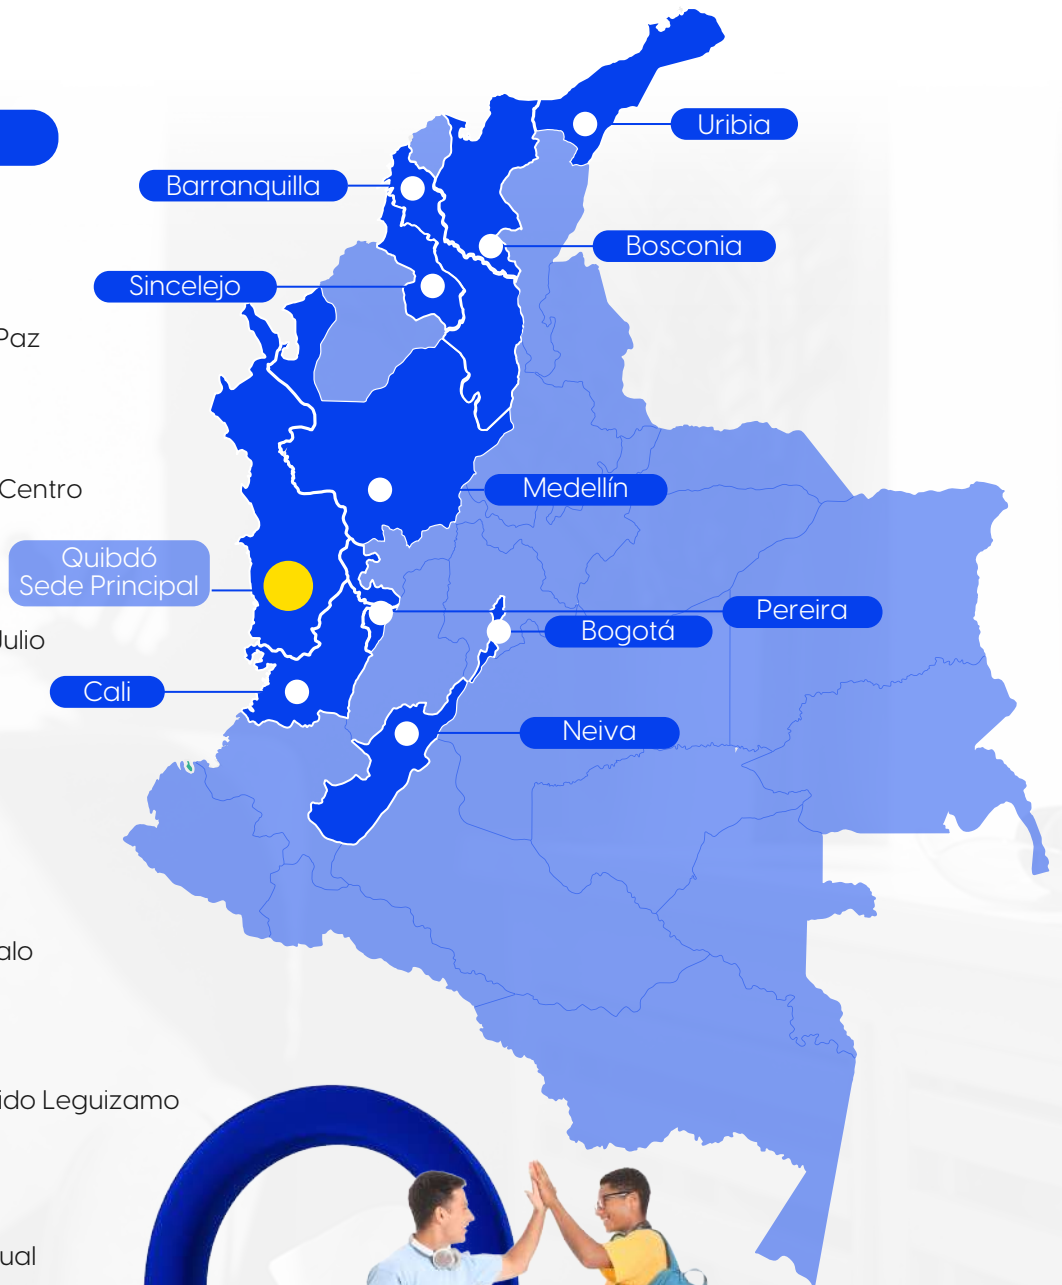 Uribia
Barranquilla
Bosconia
Sincelejo
Paz
Medellín
Centro
Quibdó
Sede Principal
Pereira
Bogotá
Julio
Cali
Neiva
alo
ido Leguizamo
ual